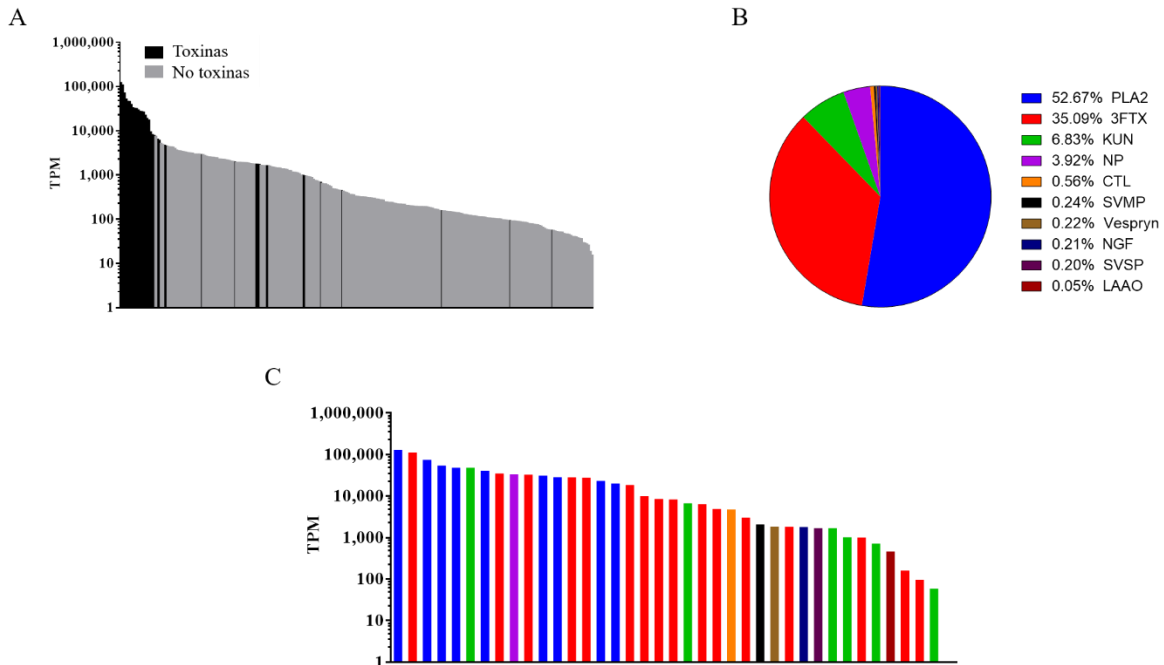 A
1,000,000
100,000
10,000
1,000
100
10
1
TPM
Toxinas
No toxinas
B
52.67% PLA2
35.09% 3FTX
6.83% KUN
3.92% NP
0.56% CTL
0.24% SVMP
0.22% Vespryn
0.21% NGF
0.20% SVSP
0.05% LAAO
C
1,000,000
100,000
10,000
1,000
100
10
1
TPM